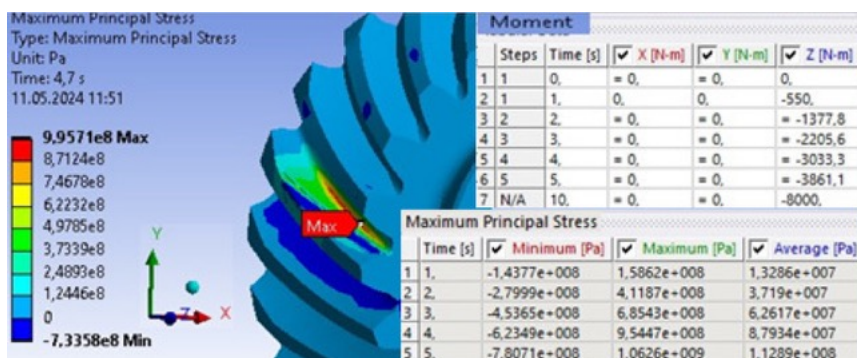 Maximum Principal Stress
Type: Maximum Principal Stress
Unit: Pa
Time: 4,7 s
11.05.2024 11:51
9,9571e8 Max
8,7124e8
7,4678e8
6,2232e8
4,9785e8
3,7339e8
2,4893e8
1,2446e8
0
-7,3358e8 Min
Max
Y
Z
X
Moment
Steps Time [s] X [N·m] Y [N·m] Z [N·m]
1 1 0, = 0, = 0, 0,
2 1 1, 0, 0, -550,
3 2 2, = 0, = 0, = -1377,8
4 3 3, = 0, = 0, = -2205,6
5 4 4, = 0, = 0, = -3033,3
6 5 5, = 0, = 0, = -3861,1
7 N/A 10, = 0, = 0, -8000,
Maximum Principal Stress
Time [s] Minimum [Pa] Maximum [Pa] Average [Pa]
1 1, -1,4377e+008 1,5862e+008 1,3286e+007
2 2, -2,7999e+008 4,1187e+008 3,719e+007
3 3, -4,5365e+008 6,8543e+008 6,2617e+007
4 4, -6,2349e+008 9,5447e+008 8,7934e+007
5 5, -7,8071e+008 1,0626e+009 1,1289e+008